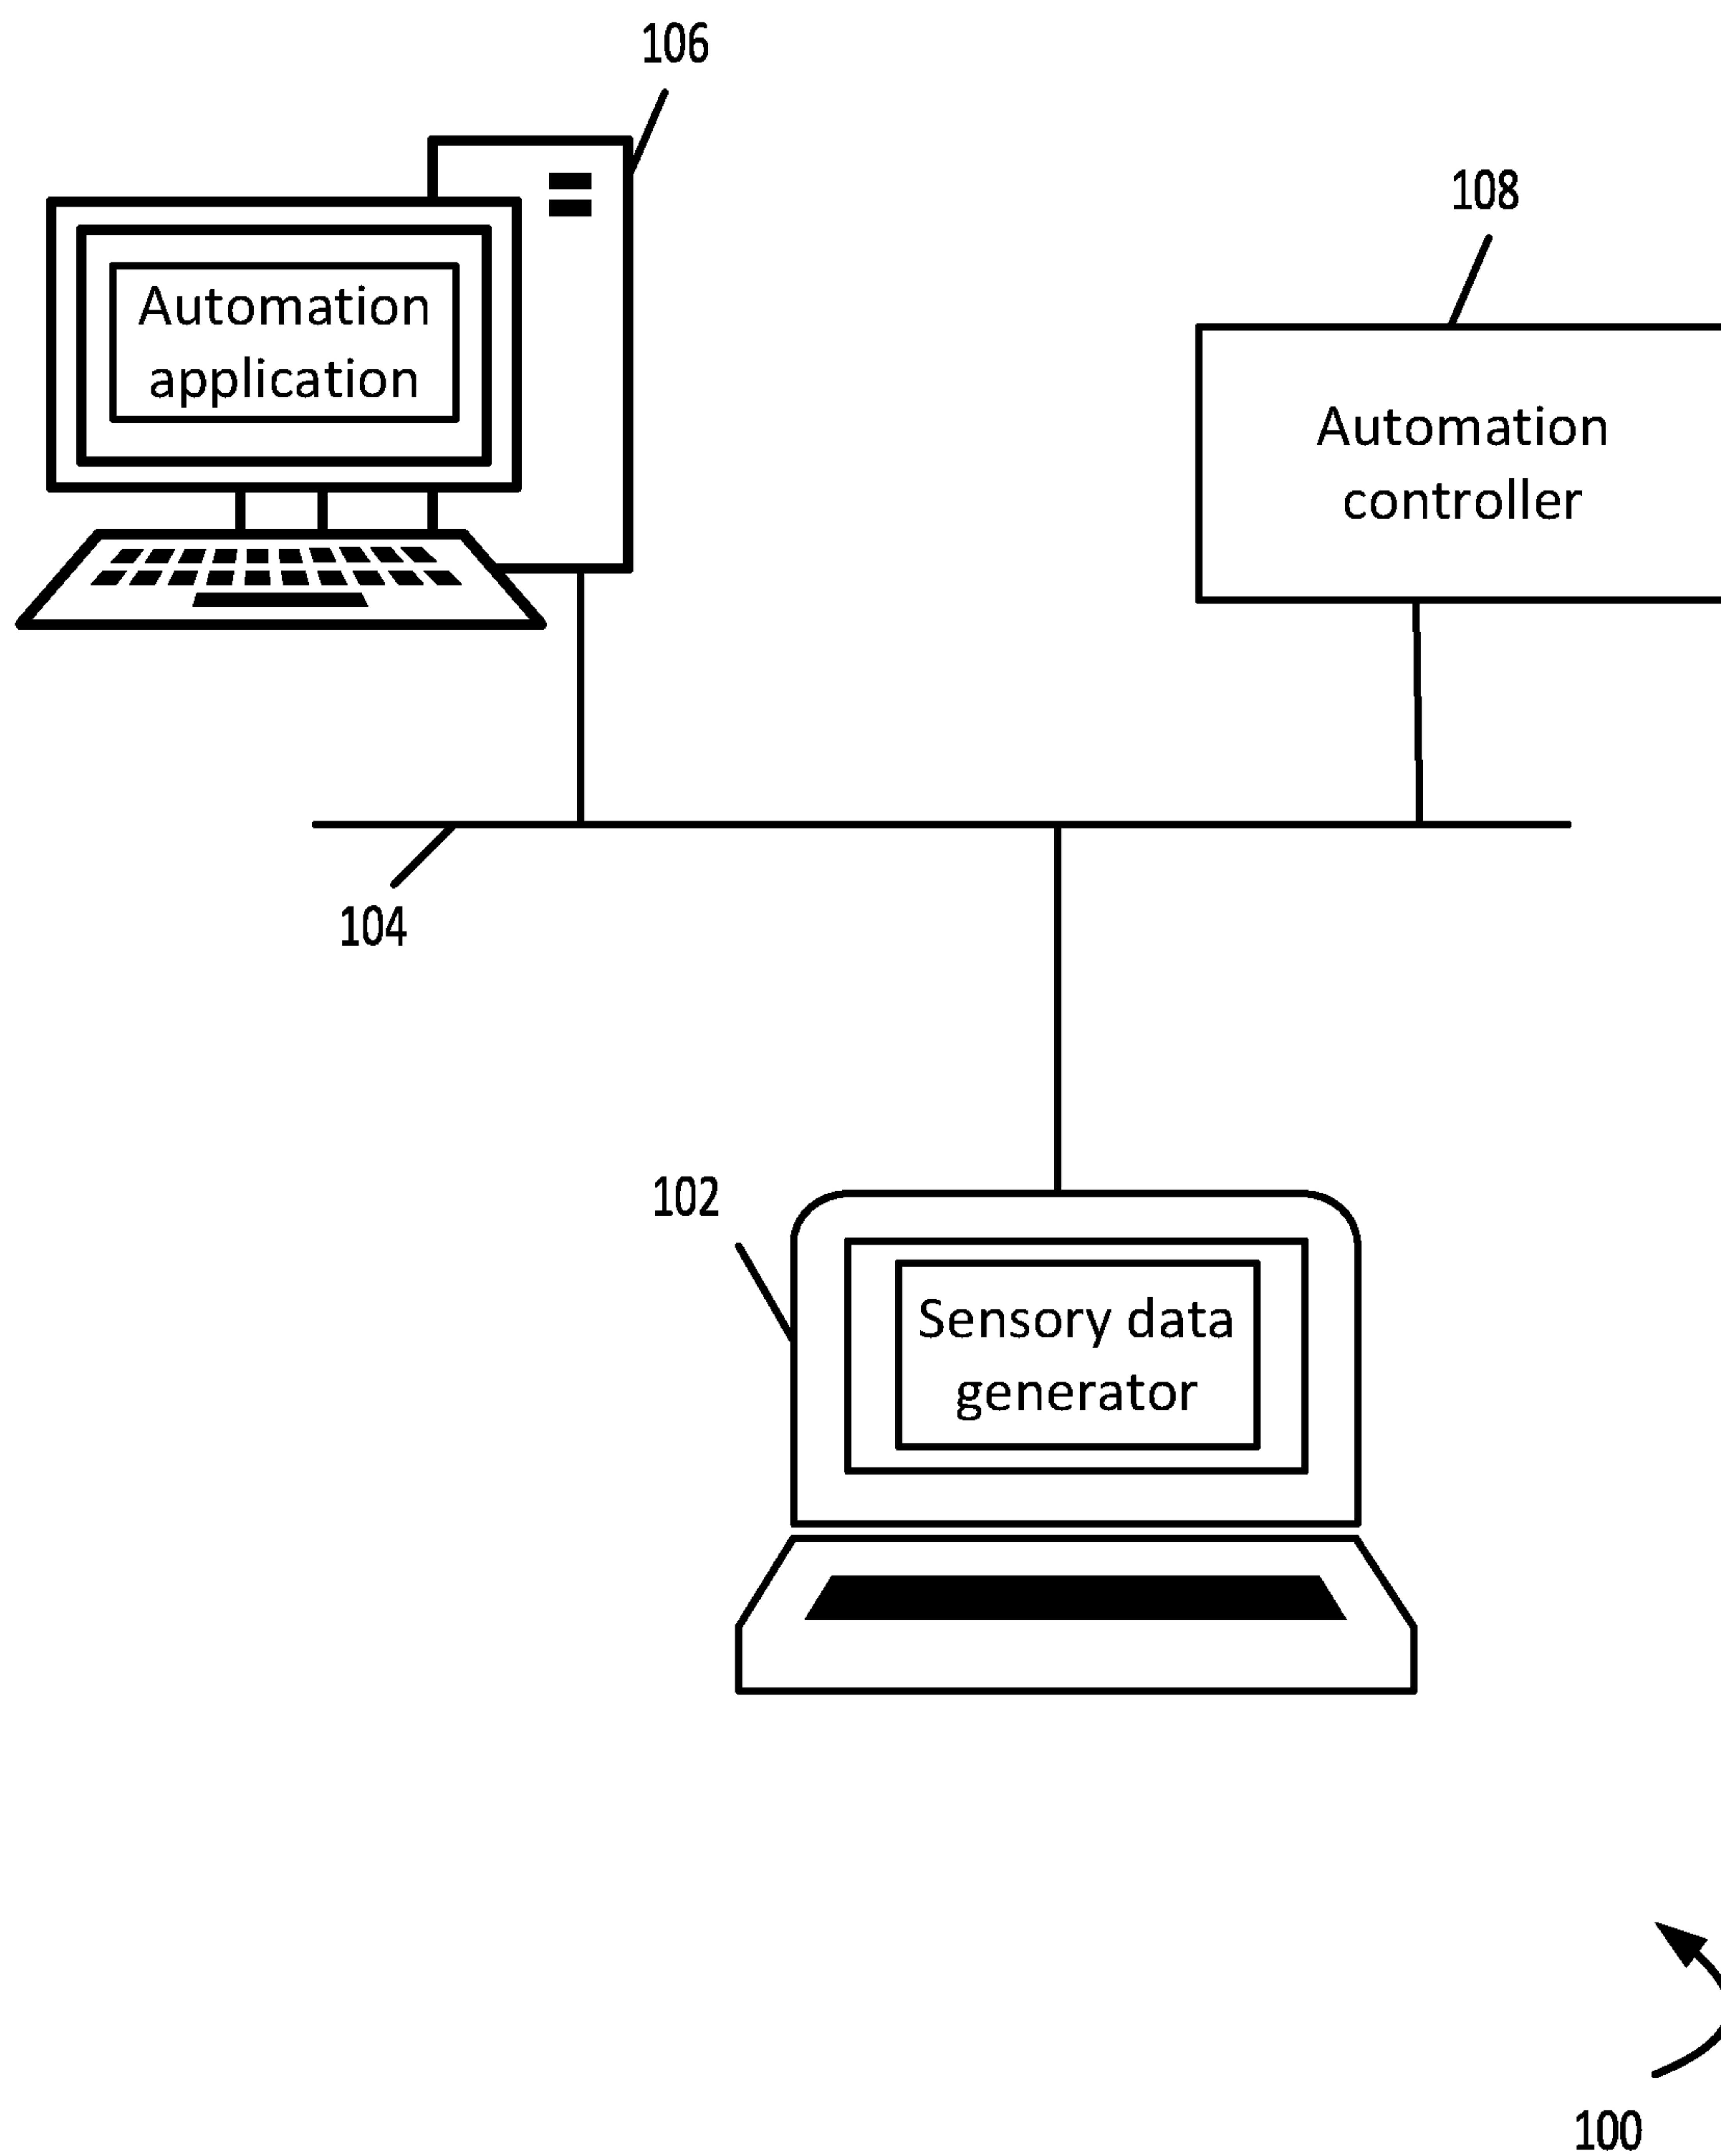 106
108
Automation
application
Automation
controller
104
102
Sensory data
generator
100